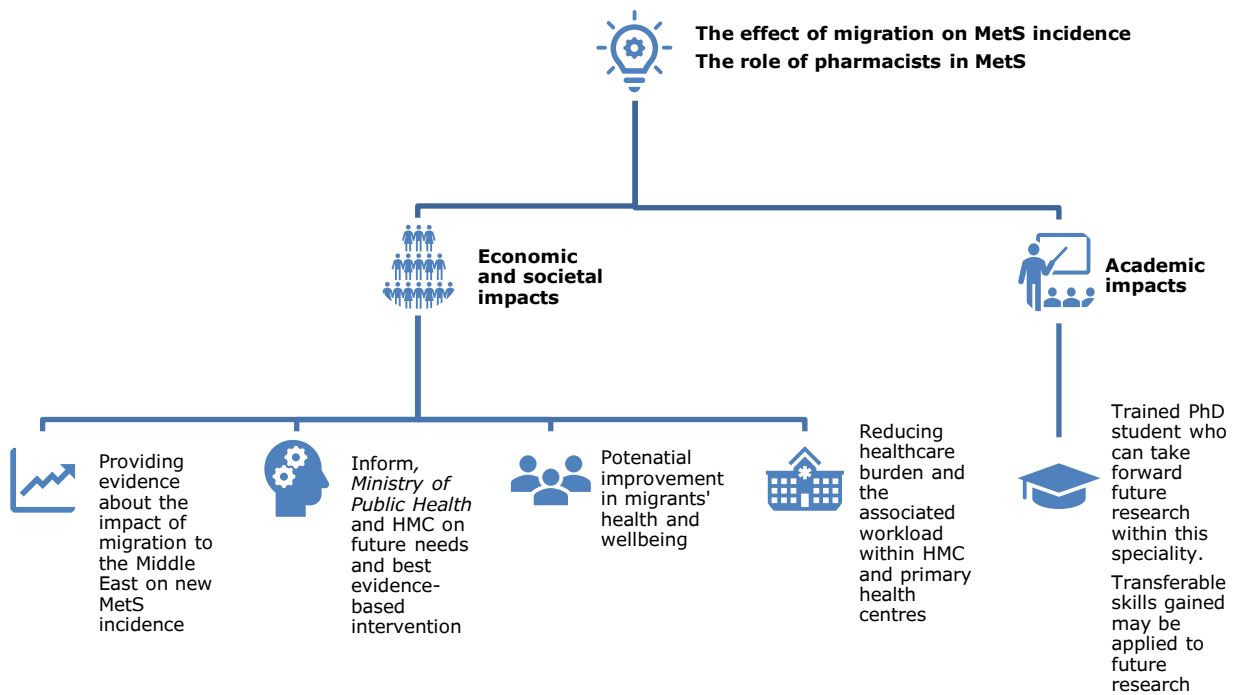 The effect of migration on MetS incidence
The role of pharmacists in MetS
Economic
and societal
impacts
Academic
impacts
Providing
evidence
about the
impact of
migration to
the Middle
East on new
MetS
incidence
Inform, Ministry of
Public Health
and HMC on
future needs
and best
evidence-
based
intervention
Potenatial
improvement
in migrants'
health and
wellbeing
Reducing
healthcare
burden and
the
associated
workload
within HMC
and primary
health
centres
Trained PhD
student who
can take
forward
future
research
within this
speciality.
Transferable
skills gained
may be
applied to
future
research